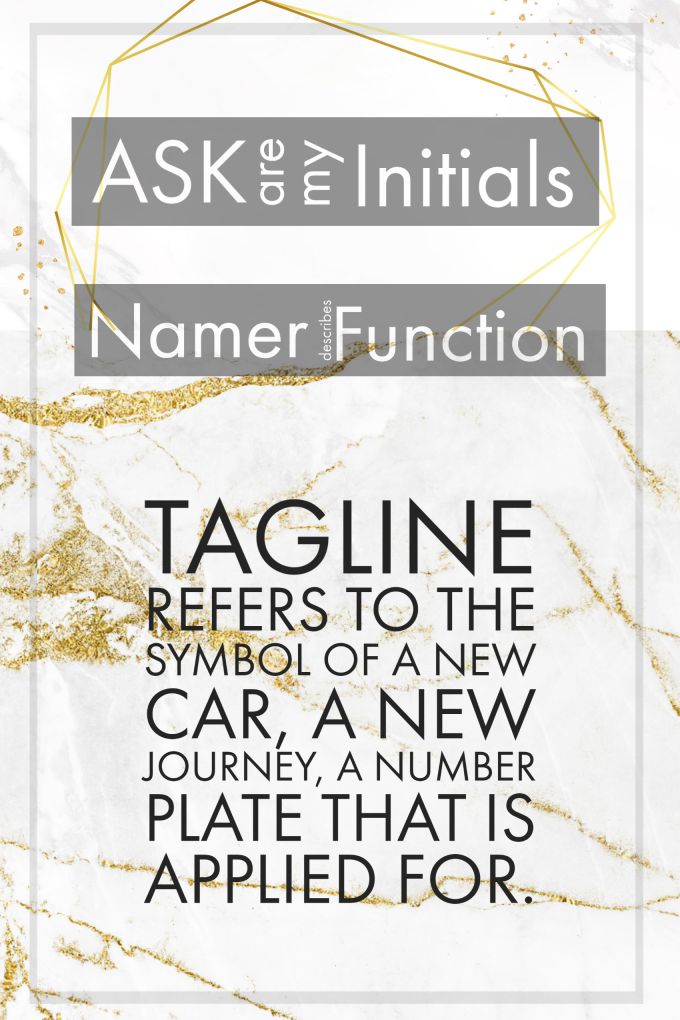 ASK are my Initials
Namer describes Function
TAGLINE
REFERS TO THE
SYMBOL OF A NEW
CAR, A NEW
JOURNEY, A NUMBER
PLATE THAT IS
APPLIED FOR.